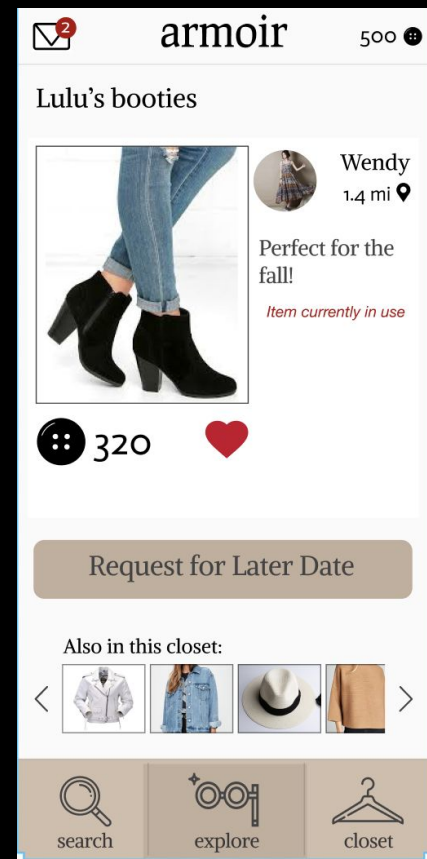 2
armoir
500
Lulu's booties
Wendy
1.4 mi
Perfect for the
fall!
Item currently in use
320
Request for Later Date
Also in this closet:
search
explore
closet